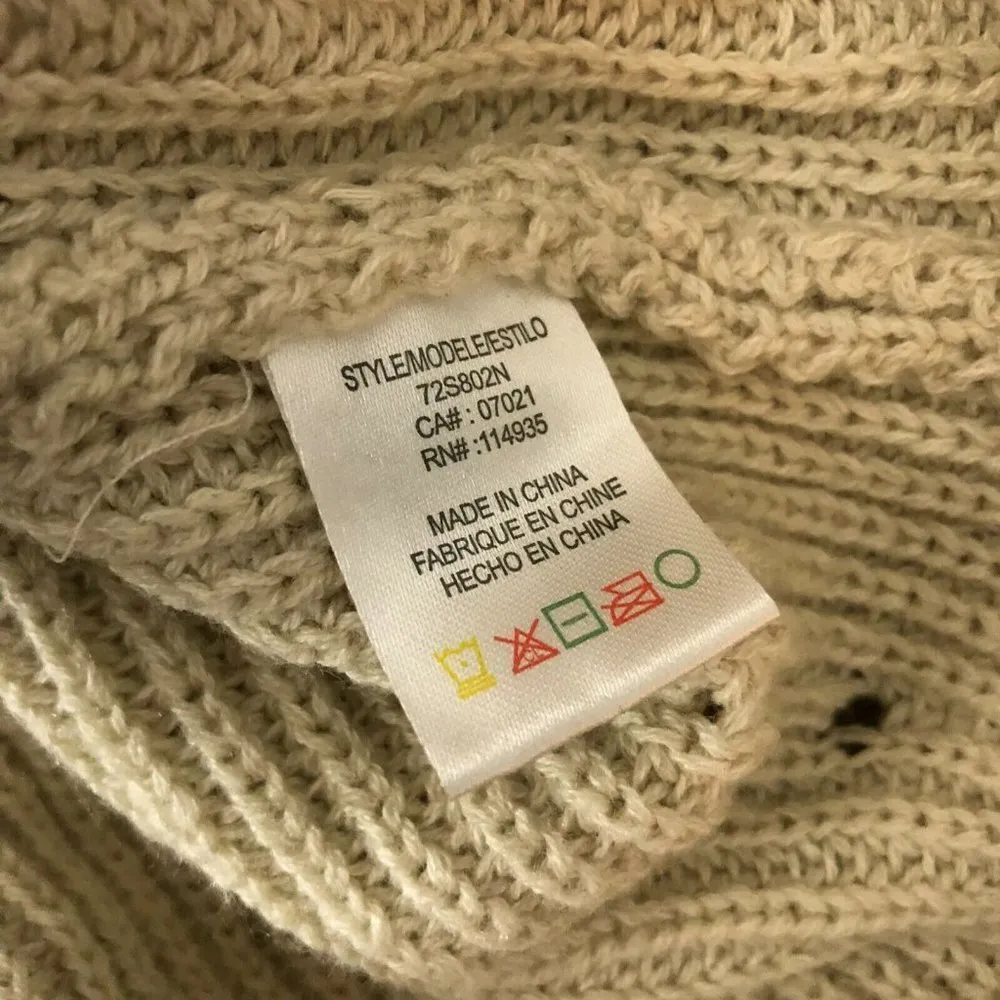 STYLE/MODELE/ESTILO
72S802N
CA# : 07021
RN# :114935
MADE IN CHINA
FABRIQUE EN CHINE
HECHO EN CHINA